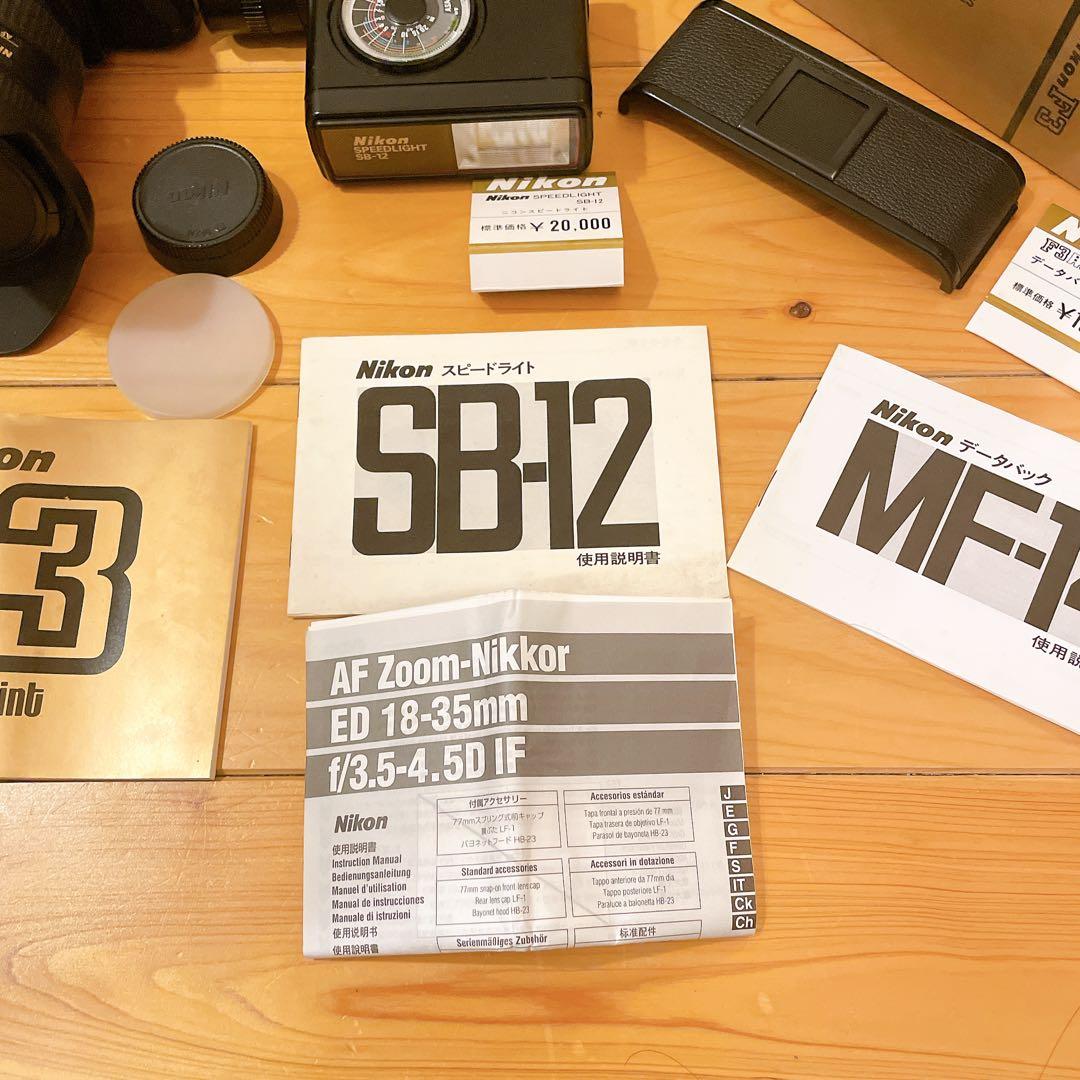 Nikon
SPEEDLIGHT
SB-12
Nikon
Nikon SPEEDLIGHT
SB-12
ニコンスピードライト
標準価格 ¥ 20,000
Nikon
F3
F3
データバ
標準価格 ¥
Nikon スピードライト
SB-12
使用説明書
Nikon データバック
MF-1
使用説
on
3
int
AF Zoom-Nikkor
ED 18-35mm
f/3.5-4.5D IF
Nikon
使用説明書
Instruction Manual
Bedienungsanleitung
Manuel d'utilisation
Manual de instrucciones
Manuale di istruzioni
使用说明书
使用說明書
付属アクセサリー
77mmスプリング式前キャップ
裏ぶた LF-1
バヨネットフード HB-23
Standard accessories
77mm snap-on front lens cap
Rear lens cap LF-1
Bayonet hood HB-23
Serienmäßiges Zubehör
Accesorios estándar
Tapa frontal a presión de 77 mm
Tapa trasera de objetivo LF-1
Parasol de bayoneta HB-23
Accessori in dotazione
Tappo anteriore da 77mm dia
Tappo posteriore LF-1
Paraluce a baionetta HB-23
标准配件
J
E
G
F
S
IT
Ck
Ch